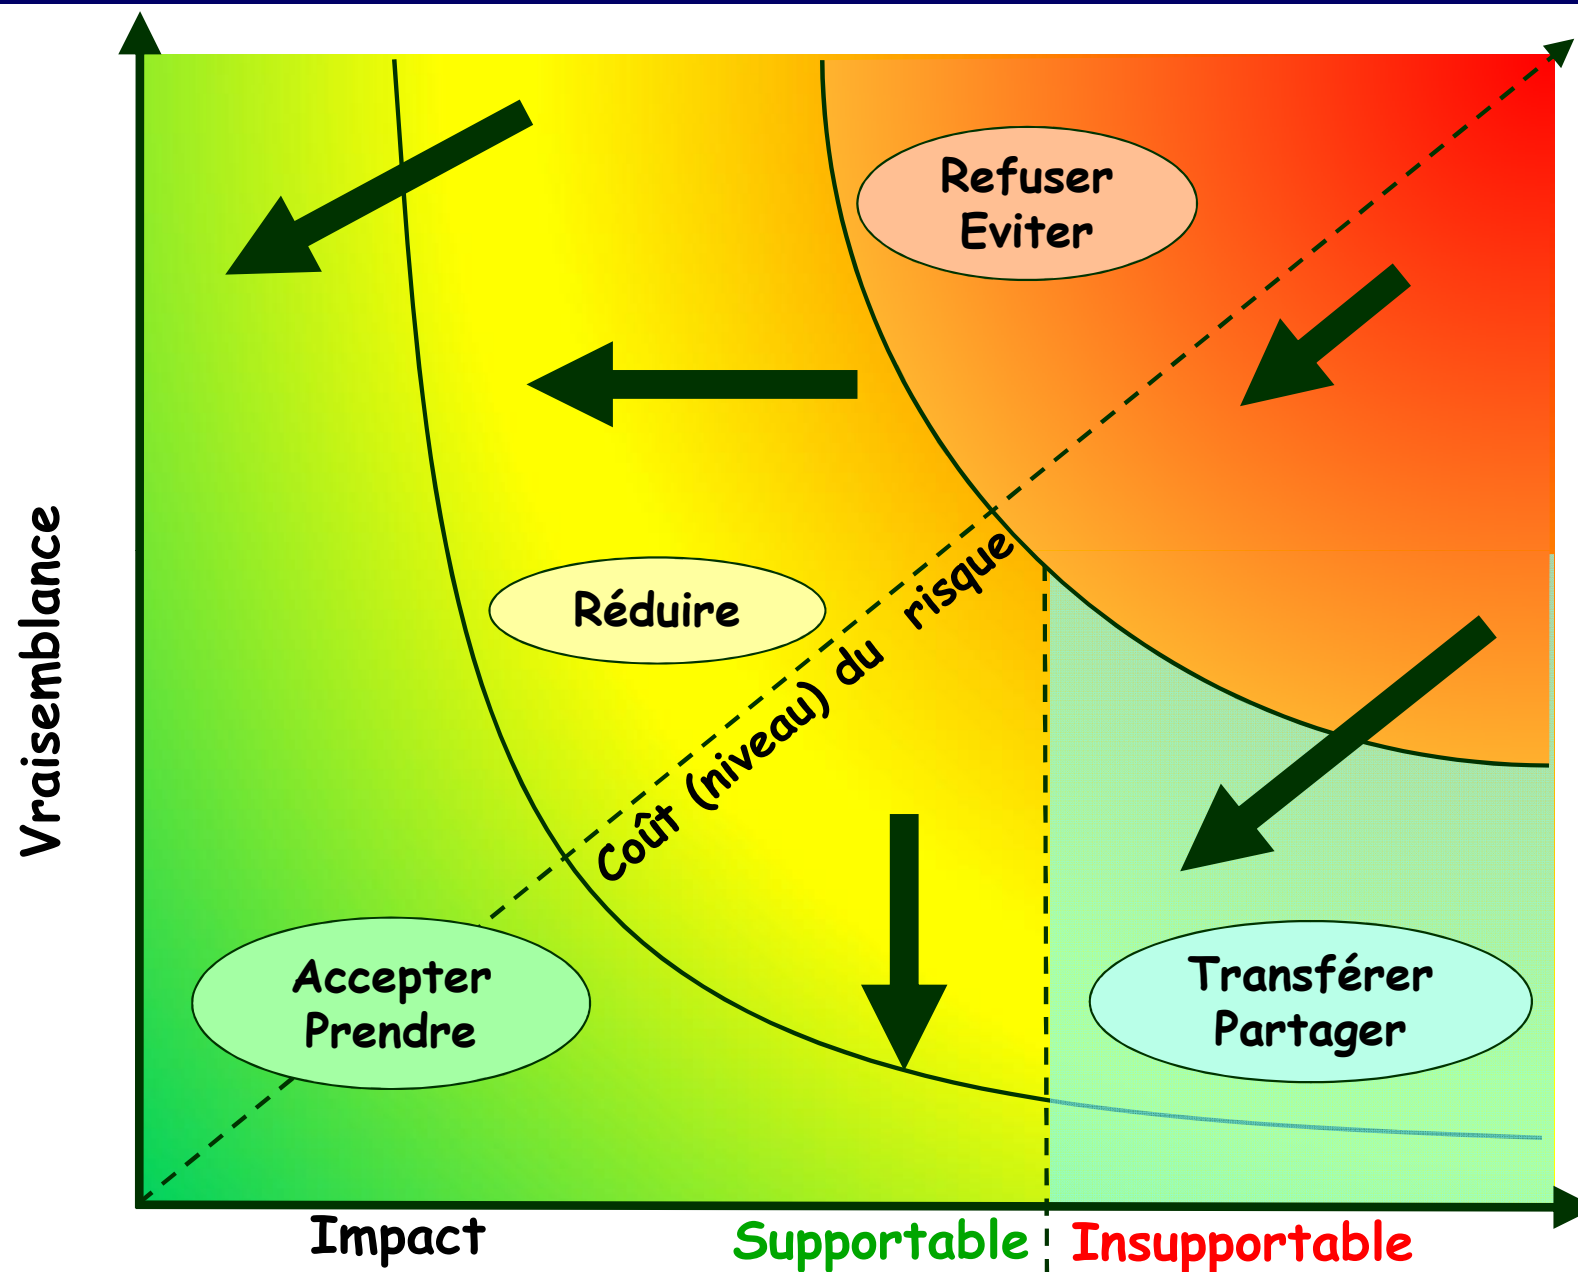 Refuser
Eviter
Vraisemblance
Réduire
Coût (niveau) du risque
Accepter
Prendre
Transférer
Partager
Impact
Supportable
Insupportable